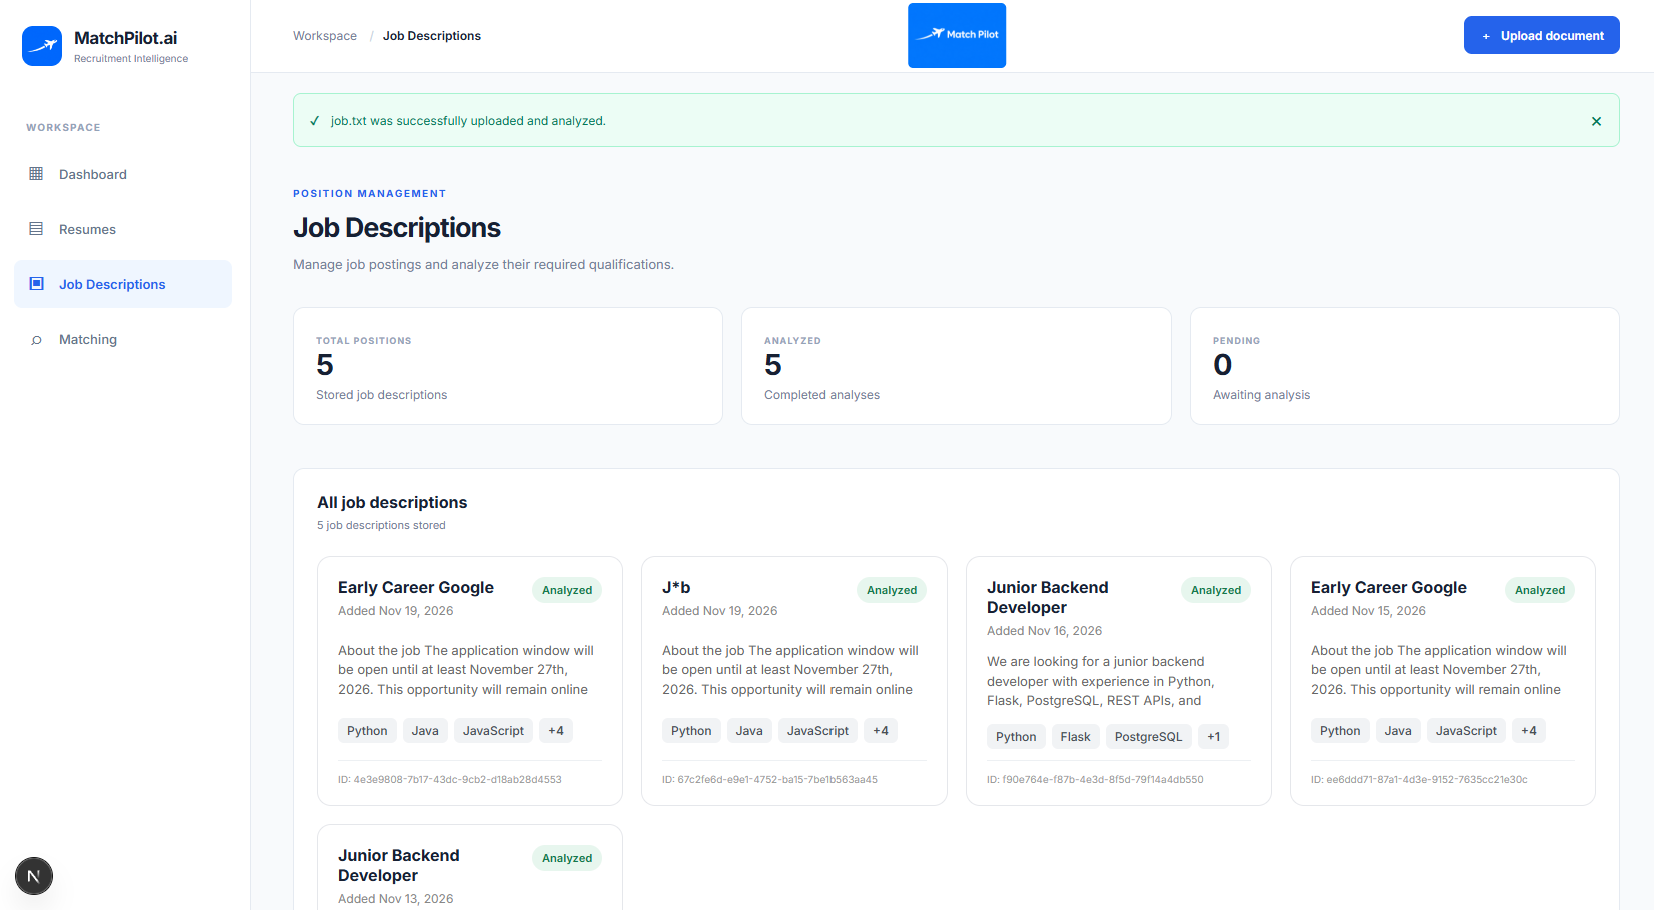 MatchPilot.ai
Recruitment Intelligence
WORKSPACE
Dashboard
Resumes
Job Descriptions
Matching
N
Workspace / Job Descriptions
Match Pilot
+ Upload document
✓ job.txt was successfully uploaded and analyzed. ✕
POSITION MANAGEMENT
Job Descriptions
Manage job postings and analyze their required qualifications.
TOTAL POSITIONS
5
Stored job descriptions
ANALYZED
5
Completed analyses
PENDING
0
Awaiting analysis
All job descriptions
5 job descriptions stored
Early Career Google
Analyzed
Added Nov 19, 2026
About the job The application window will
be open until at least November 27th,
2026. This opportunity will remain online
Python Java JavaScript +4
ID: 4e3e9808-7b17-43dc-9cb2-d18ab28d4553
J*b
Analyzed
Added Nov 19, 2026
About the job The application window will
be open until at least November 27th,
2026. This opportunity will remain online
Python Java JavaScript +4
ID: 67c2fe6d-e9e1-4752-ba15-7be1b563aa45
Junior Backend
Developer
Analyzed
Added Nov 16, 2026
We are looking for a junior backend
developer with experience in Python,
Flask, PostgreSQL, REST APIs, and
Python Flask PostgreSQL +1
ID: f90e764e-f87b-4e3d-8f5d-79f14a4db550
Early Career Google
Analyzed
Added Nov 15, 2026
About the job The application window will
be open until at least November 27th,
2026. This opportunity will remain online
Python Java JavaScript +4
ID: ee6ddd71-87a1-4d3e-9152-7635cc21e30c
Junior Backend
Developer
Analyzed
Added Nov 13, 2026